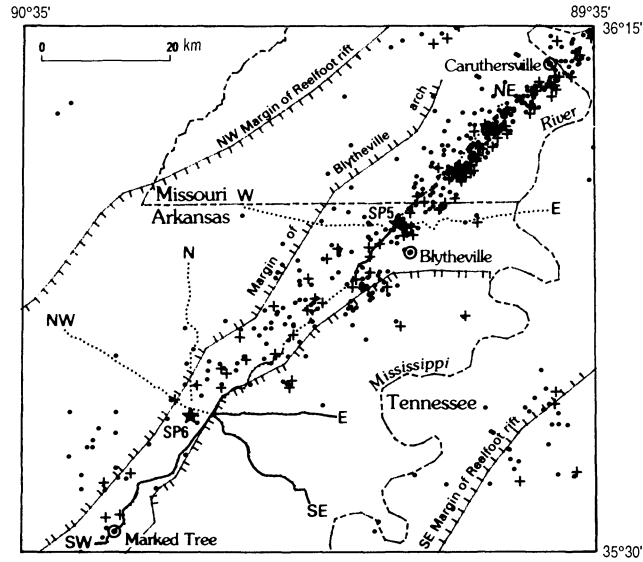 90°35'
89°35'
36°15'
0 20 km
Caruthersville
NE
River
NW Margin of Reelfoot rift
Blytheville arch
Missouri
W
Arkansas
SP5
E
N
Margin of
Blytheville
NW
Mississippi
Tennessee
SP6
E
SE
SE Margin of Reelfoot rift
SW
Marked Tree
35°30'